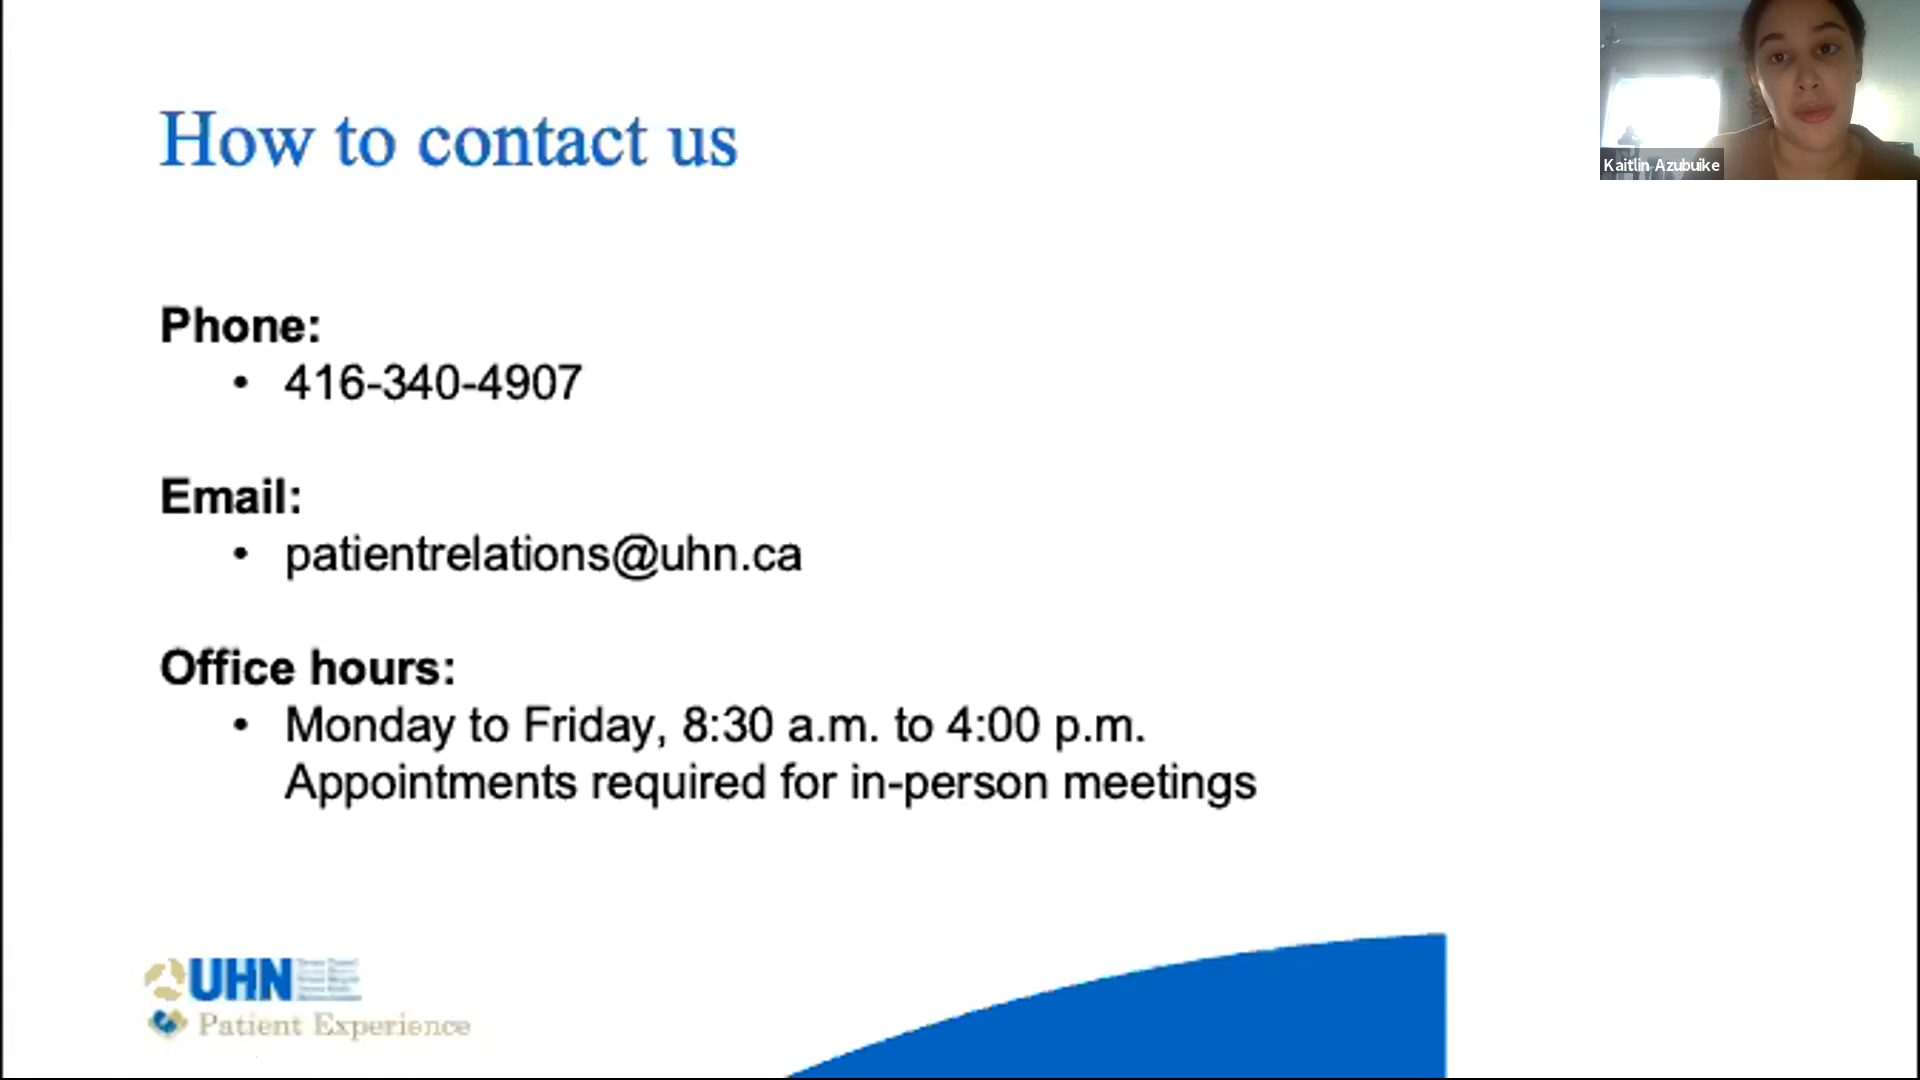 How to contact us
Kaitlin Azubuike
Phone:
• 416-340-4907
Email:
• patientrelations@uhn.ca
Office hours:
• Monday to Friday, 8:30 a.m. to 4:00 p.m.
Appointments required for in-person meetings
UHN
Patient Experience